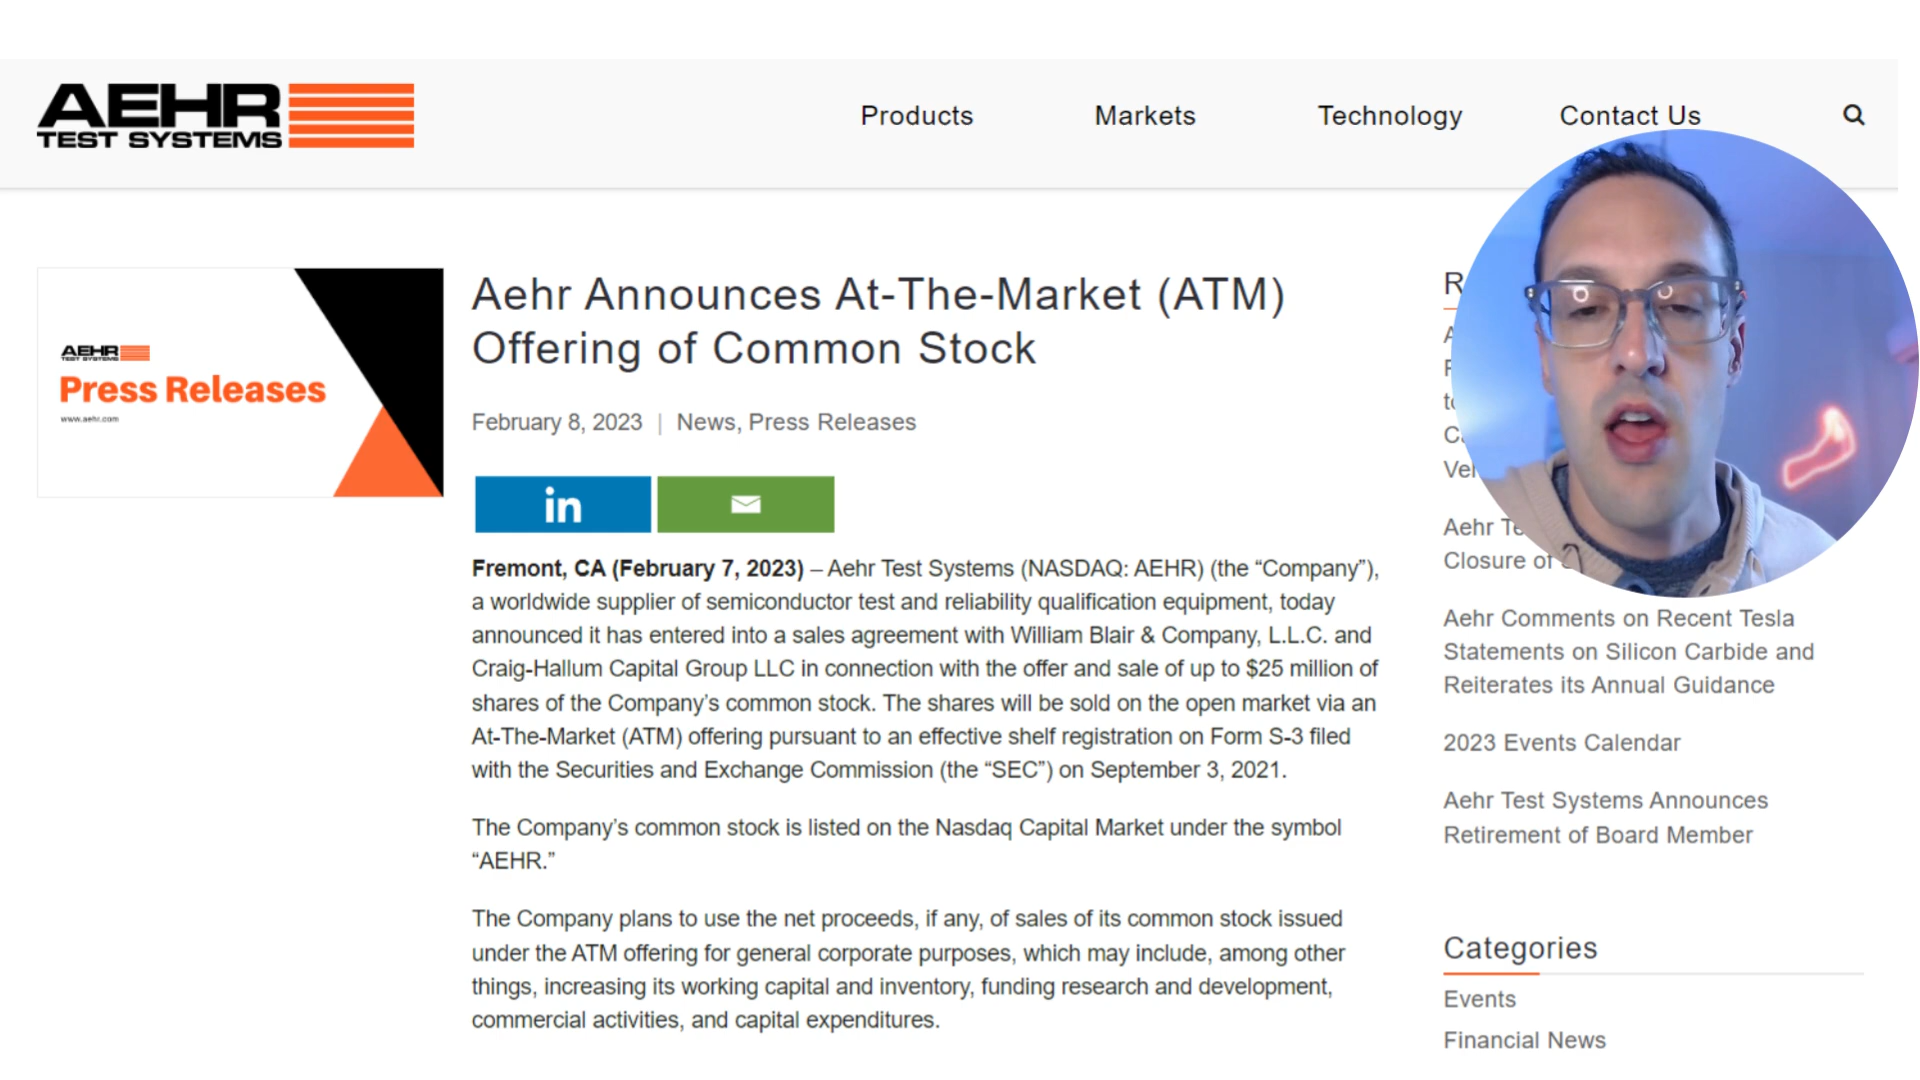 AEHR
TEST SYSTEMS
Products
Markets
Technology
Contact Us
AEHR
TEST SYSTEMS
Press Releases
www.aehr.com
Aehr Announces At-The-Market (ATM)
Offering of Common Stock
February 8, 2023 | News, Press Releases
in
Fremont, CA (February 7, 2023) – Aehr Test Systems (NASDAQ: AEHR) (the “Company”),
a worldwide supplier of semiconductor test and reliability qualification equipment, today
announced it has entered into a sales agreement with William Blair & Company, L.L.C. and
Craig-Hallum Capital Group LLC in connection with the offer and sale of up to $25 million of
shares of the Company’s common stock. The shares will be sold on the open market via an
At-The-Market (ATM) offering pursuant to an effective shelf registration on Form S-3 filed
with the Securities and Exchange Commission (the “SEC”) on September 3, 2021.
The Company’s common stock is listed on the Nasdaq Capital Market under the symbol
“AEHR.”
The Company plans to use the net proceeds, if any, of sales of its common stock issued
under the ATM offering for general corporate purposes, which may include, among other
things, increasing its working capital and inventory, funding research and development,
commercial activities, and capital expenditures.
Aehr
Closure of
Aehr Comments on Recent Tesla
Statements on Silicon Carbide and
Reiterates its Annual Guidance
2023 Events Calendar
Aehr Test Systems Announces
Retirement of Board Member
Categories
Events
Financial News